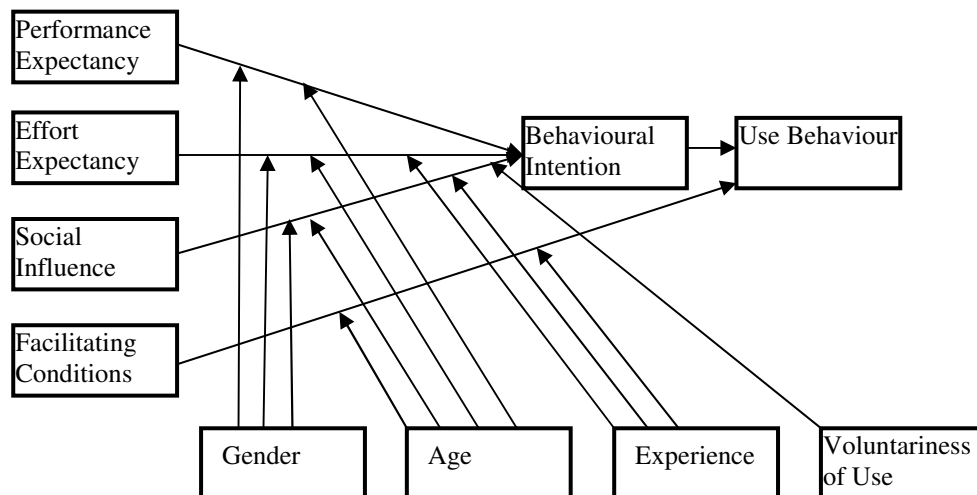 Performance
Expectancy
Effort
Expectancy
Behavioural
Intention
Use Behaviour
Social
Influence
Facilitating
Conditions
Gender
Age
Experience
Voluntariness
of Use